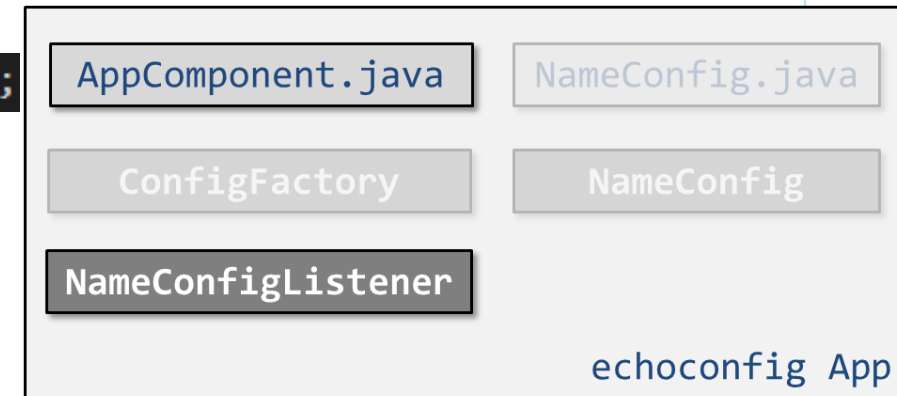 ;
AppComponent.java
NameConfig.java
ConfigFactory
NameConfig
NameConfigListener
echoconfig App